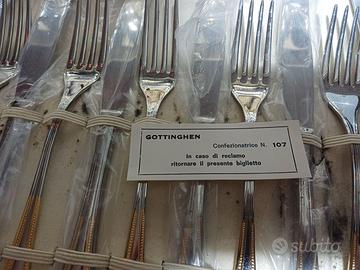 GOTTINGHEN
Confezionatrice N. 107
In caso di reclamo
ritornare il presente biglietto
subito